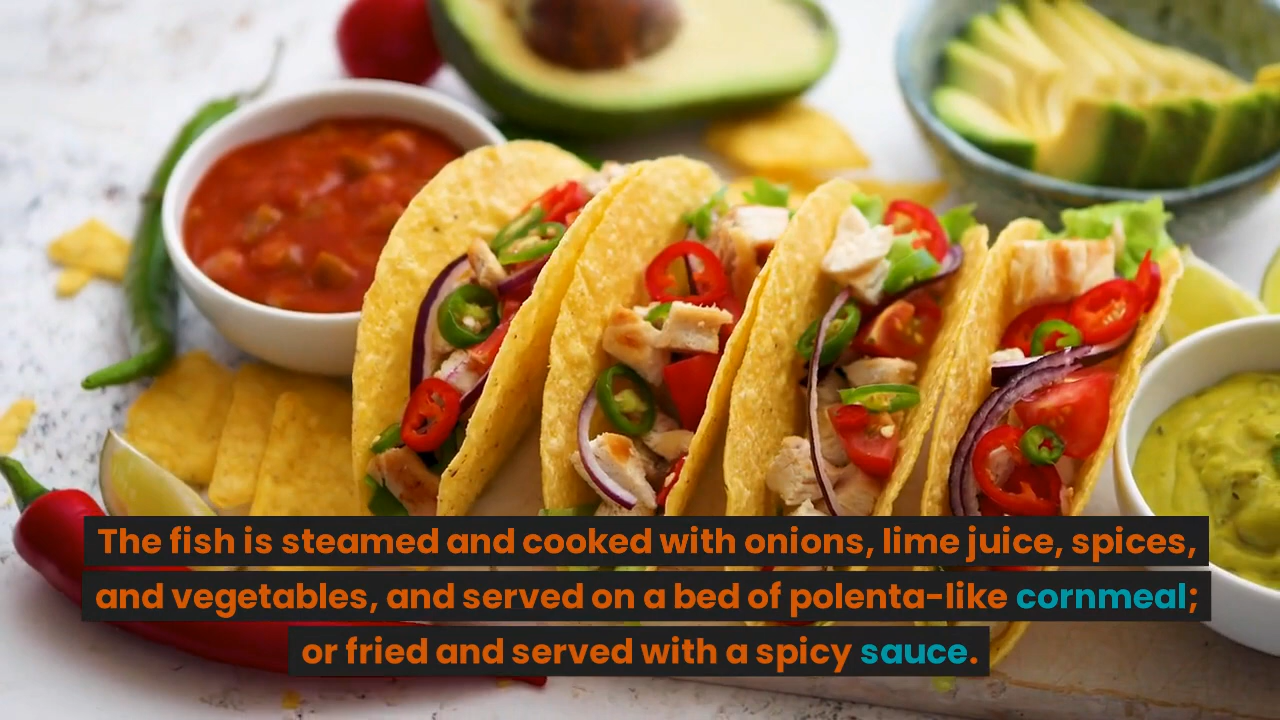 The fish is steamed and cooked with onions, lime juice, spices,
and vegetables, and served on a bed of polenta-like cornmeal;
or fried and served with a spicy sauce.